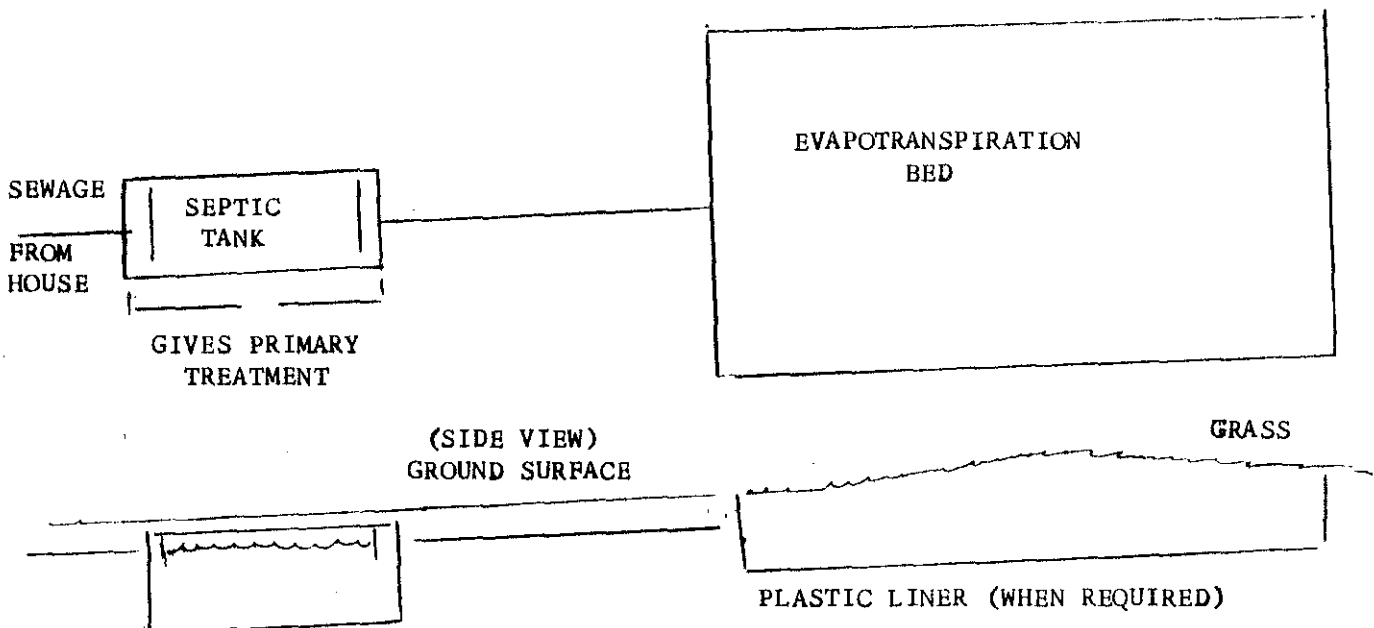 EVAPOTRANSPIRATION
BED
SEWAGE
FROM
HOUSE
SEPTIC
TANK
GIVES PRIMARY
TREATMENT
(SIDE VIEW)
GROUND SURFACE
GRASS
PLASTIC LINER (WHEN REQUIRED)